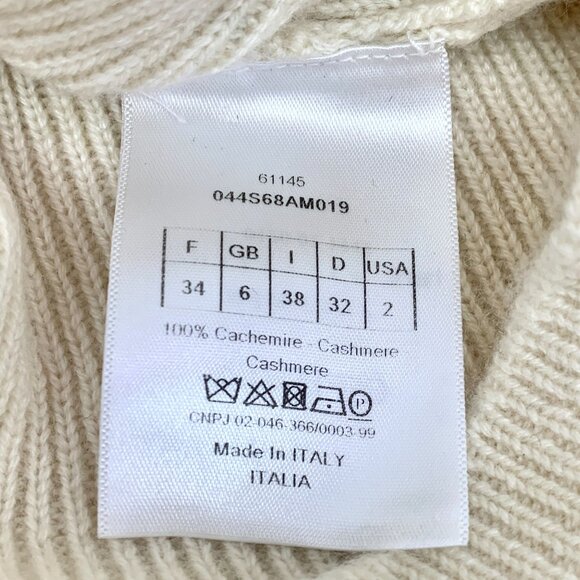 61145
044S68AM019
F GB I D USA
34 6 38 32 2
100% Cachemire - Cashmere
Cashmere
P
CNPJ 02-046-366/0003-99
Made In ITALY
ITALIA